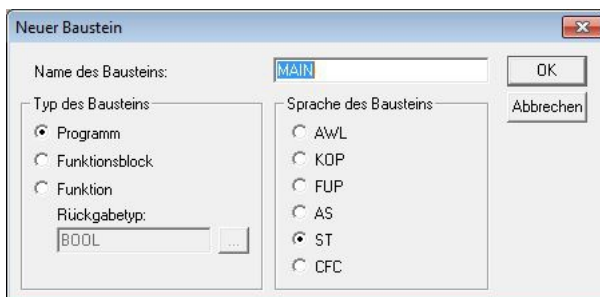 Neuer Baustein
Name des Bausteins:
MAIN
OK
Abbrechen
Typ des Bausteins
Programm
Funktionsblock
Funktion
Rückgabetyp:
BOOL
...
Sprache des Bausteins
AWL
KOP
FUP
AS
ST
CFC